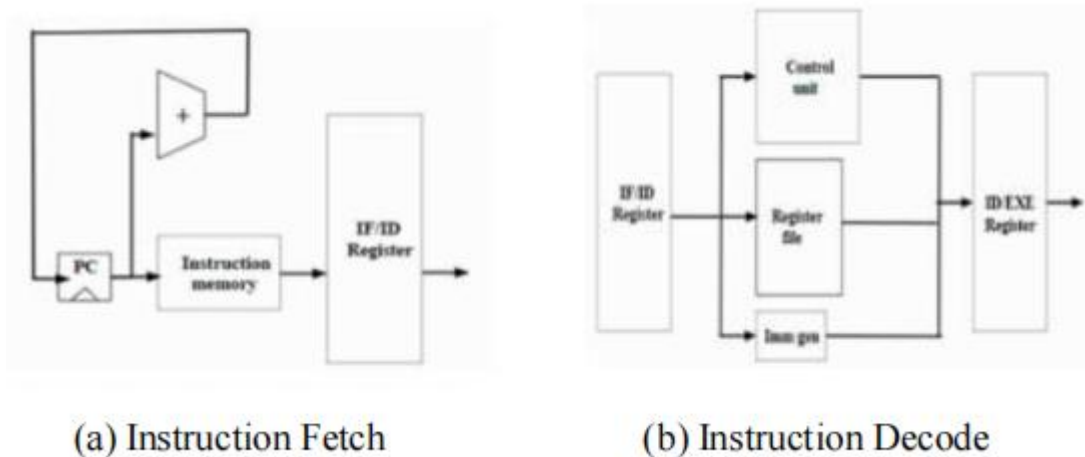 +
PC
Instruction
memory
IF/ID
Register
(a) Instruction Fetch
Control
unit
IF/ID
Register
Register
file
Imm gen
ID/EXE
Register
(b) Instruction Decode